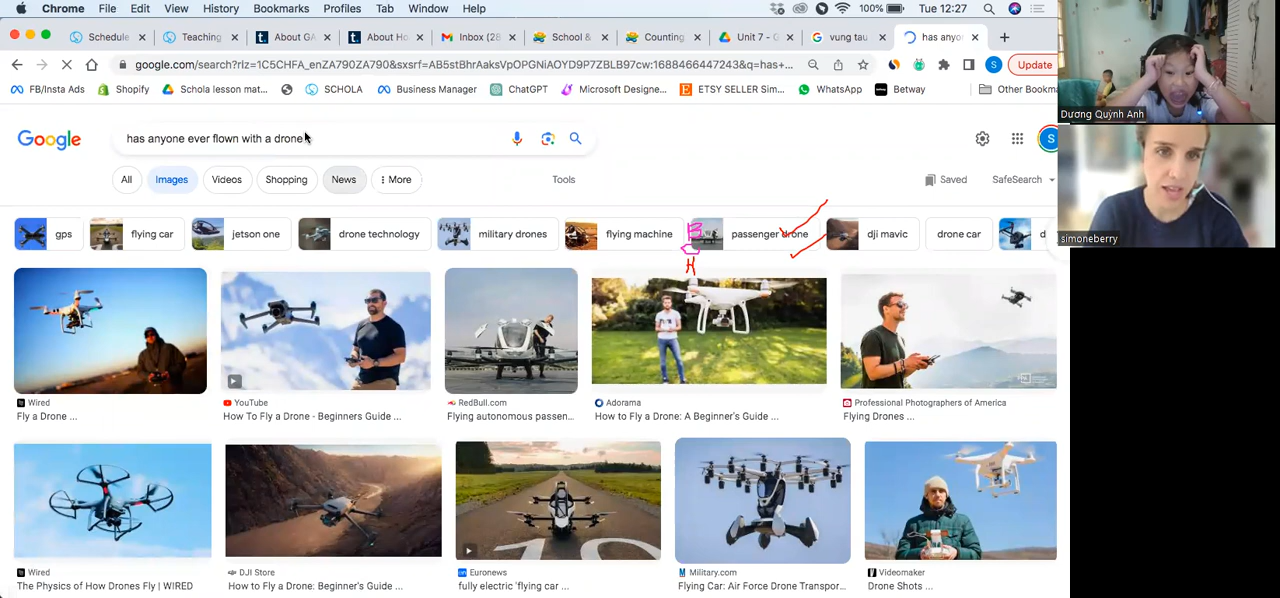 Chrome File Edit View History Bookmarks Profiles Tab Window Help 100% Tue 12:27
Schedule Teaching About GA About Ho Inbox (28 School & Counting Unit 7 - G vung tau has anyo
google.com/search?rlz=1C5CHFA_enZA790ZA790&sxsrf=AB5stBhrAaksVpOPGNiAOYD9P7ZBLB97cw:1688466447243&q=has+... S Update
FB/Insta Ads Shopify Schola lesson mat... SCHOLA Business Manager ChatGPT Microsoft Designe... ETSY SELLER Sim... WhatsApp Betway Other Bookma
Dương Quỳnh Anh
Google has anyone ever flown with a drone S
All Images Videos Shopping News More Tools Saved SafeSearch
gps flying car jetson one drone technology military drones flying machine passenger drone dji mavic drone car d
B
H
simoneberry
Wired YouTube RedBull.com Adorama Professional Photographers of America
Fly a Drone ... How To Fly a Drone - Beginners Guide ... Flying autonomous passen... How to Fly a Drone: A Beginner's Guide ... Flying Drones ...
10
Wired DJI Store Euronews Military.com Videomaker
The Physics of How Drones Fly | WIRED How to Fly a Drone: Beginner's Guide ... fully electric 'flying car ... Flying Car: Air Force Drone Transpor... Drone Shots ...